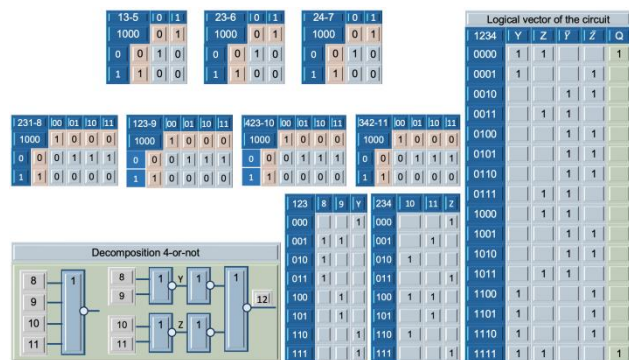 13-5 0 1
1000 0 1
0 0 1 0
1 1 0 0
23-6 0 1
1000 0 1
0 0 1 0
1 1 0 0
24-7 0 1
1000 0 1
0 0 1 0
1 1 0 0
231-8 00 01 10 11
1000 1 0 0 0
0 0 0 1 1 1
1 1 0 0 0 0
123-9 00 01 10 11
1000 1 0 0 0
0 0 0 1 1 1
1 1 0 0 0 0
423-10 00 01 10 11
1000 1 0 0 0
0 0 0 1 1 1
1 1 0 0 0 0
342-11 00 01 10 11
1000 1 0 0 0
0 0 0 1 1 1
1 1 0 0 0 0
Decomposition 4-or-not
8
9
10
11
1
8
9
1 Y 1
10
11
1 Z 1
1
12
123 8 9 Y
000 1
001 1 1
010 1
011 1
100 1
101 1
110 1
111 1
234 10 11 Z
000 1
001 1
010 1
011 1
100 1 1
101 1
110 1
111 1
Logical vector of the circuit
1234 Y Z Ȳ Z̄ Q
0000 1 1 1
0001 1 1
0010 1 1
0011 1 1
0100 1 1
0101 1 1
0110 1 1
0111 1 1
1000 1 1
1001 1 1
1010 1 1
1011 1 1
1100 1 1
1101 1 1
1110 1 1
1111 1 1 1